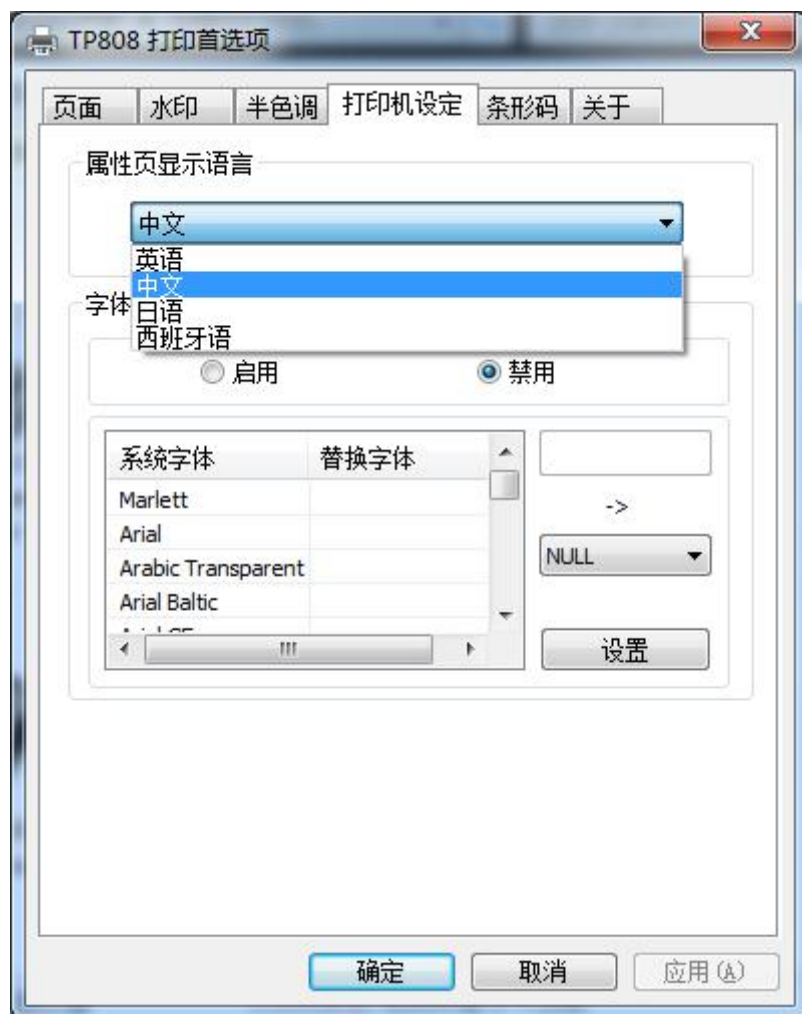 TP808 打印首选项
页面 水印 半色调 打印机设定 条形码 关于
属性页显示语言
中文
英语
中文
日语
西班牙语
字体
启用 禁用
系统字体 替换字体
Marlett
->
Arial
NULL
Arabic Transparent
Arial Baltic
设置
确定 取消 应用(A)